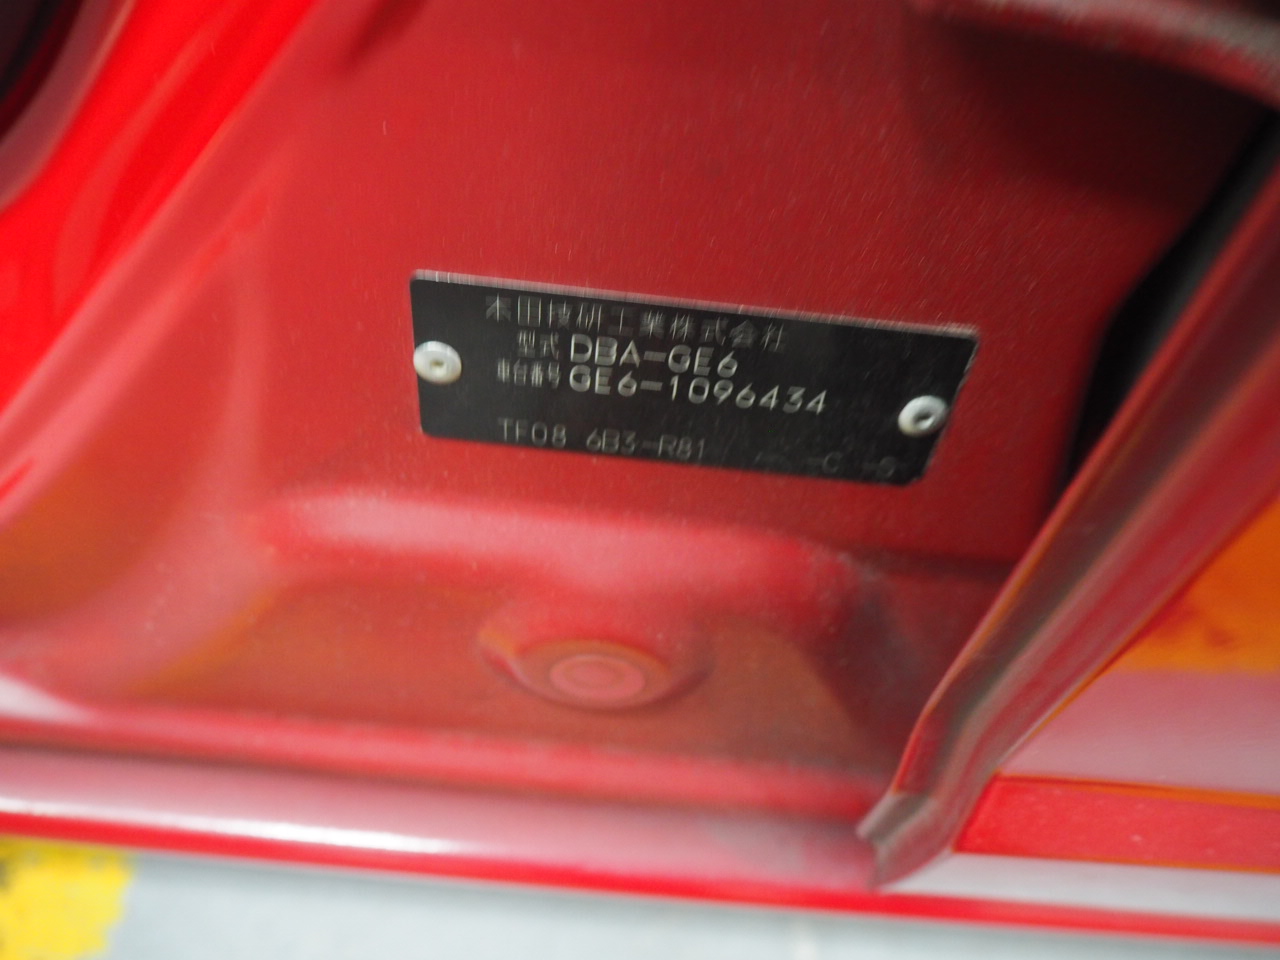 本田技研工業株式会社
型式 DBA-GE6
車台番号 GE6-1096434
TF08 6B3-R81 -C -S